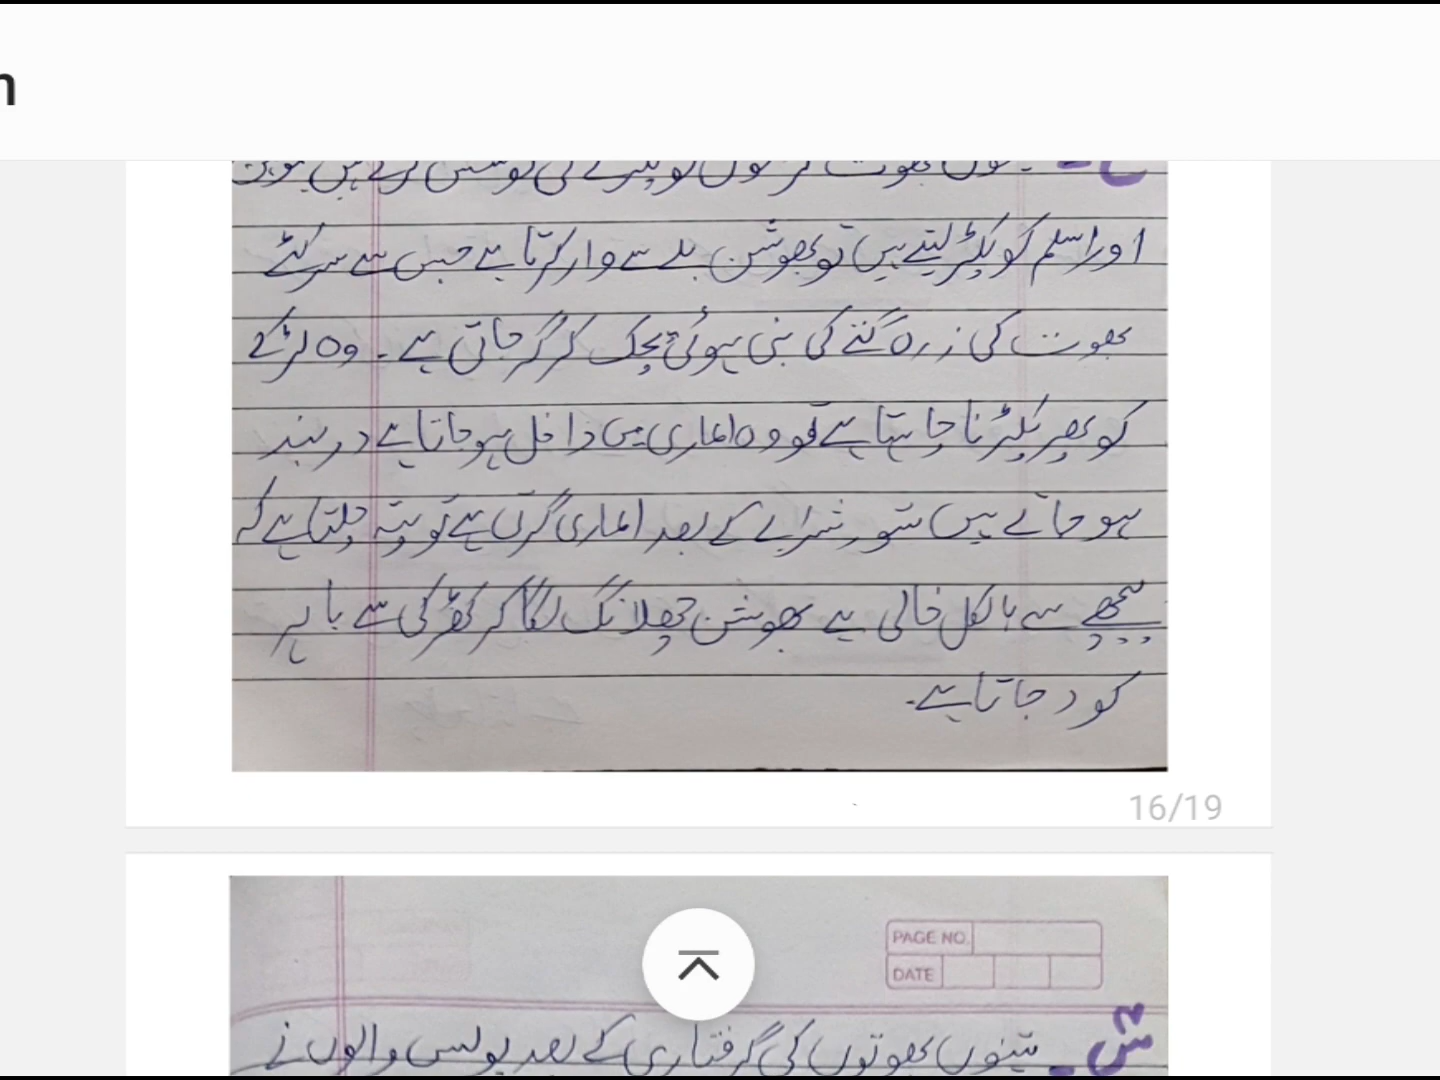 n
ج۔
اور اسلم کو پکڑ لیتے ہیں تو بھوشن بلے سے وار کرتا ہے جس سے سر کٹے
بھوت کی زرہ گتے کی بنی ہوئی پچک کر گر جاتی ہے۔ وہ لڑکے
کو پھر پکڑنا چاہتا ہے تو وہ الماری میں داخل ہو جاتا ہے در بند
ہو جاتے ہیں شور شرابے کے بعد الماری گرتی ہے تو پتہ چلتا ہے کہ
پیچھے سے بالکل خالی ہے بھوشن چھلانگ لگا کر کھڑکی سے باہر
کود جاتا ہے۔
16/19
PAGE NO.
DATE
س۔ تینوں بھوتوں کی گرفتاری کے بعد پولس والوں نے